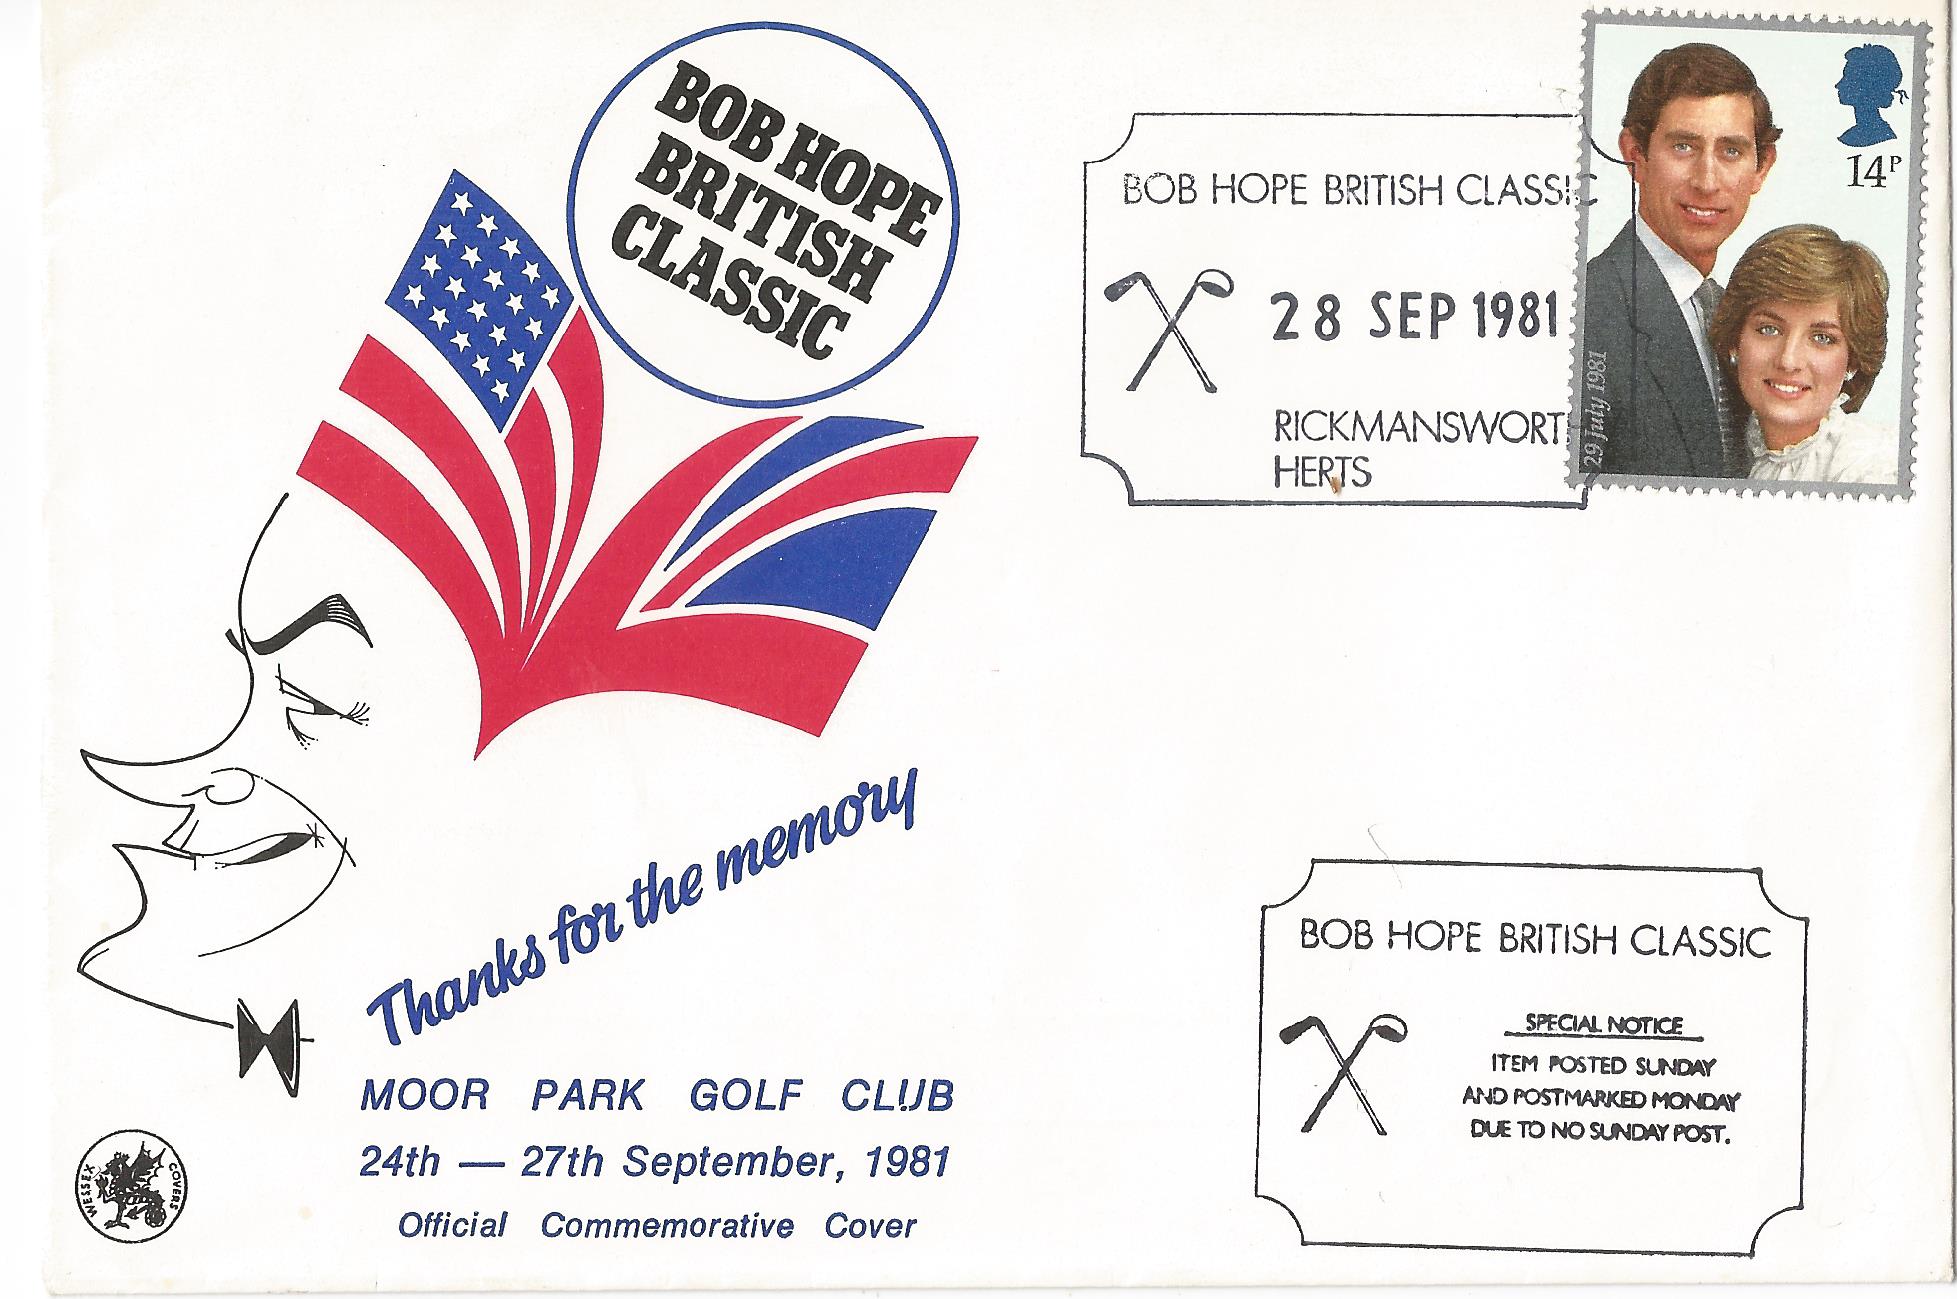 BOB HOPE
BRITISH
CLASSIC
BOB HOPE BRITISH CLASSIC
28 SEP 1981
RICKMANSWORT
HERTS
14P
29 July 1981
Thanks for the memory
MOOR PARK GOLF CLUB
24th — 27th September, 1981
Official Commemorative Cover
WESSEX COVERS
BOB HOPE BRITISH CLASSIC
SPECIAL NOTICE
ITEM POSTED SUNDAY
AND POSTMARKED MONDAY
DUE TO NO SUNDAY POST.